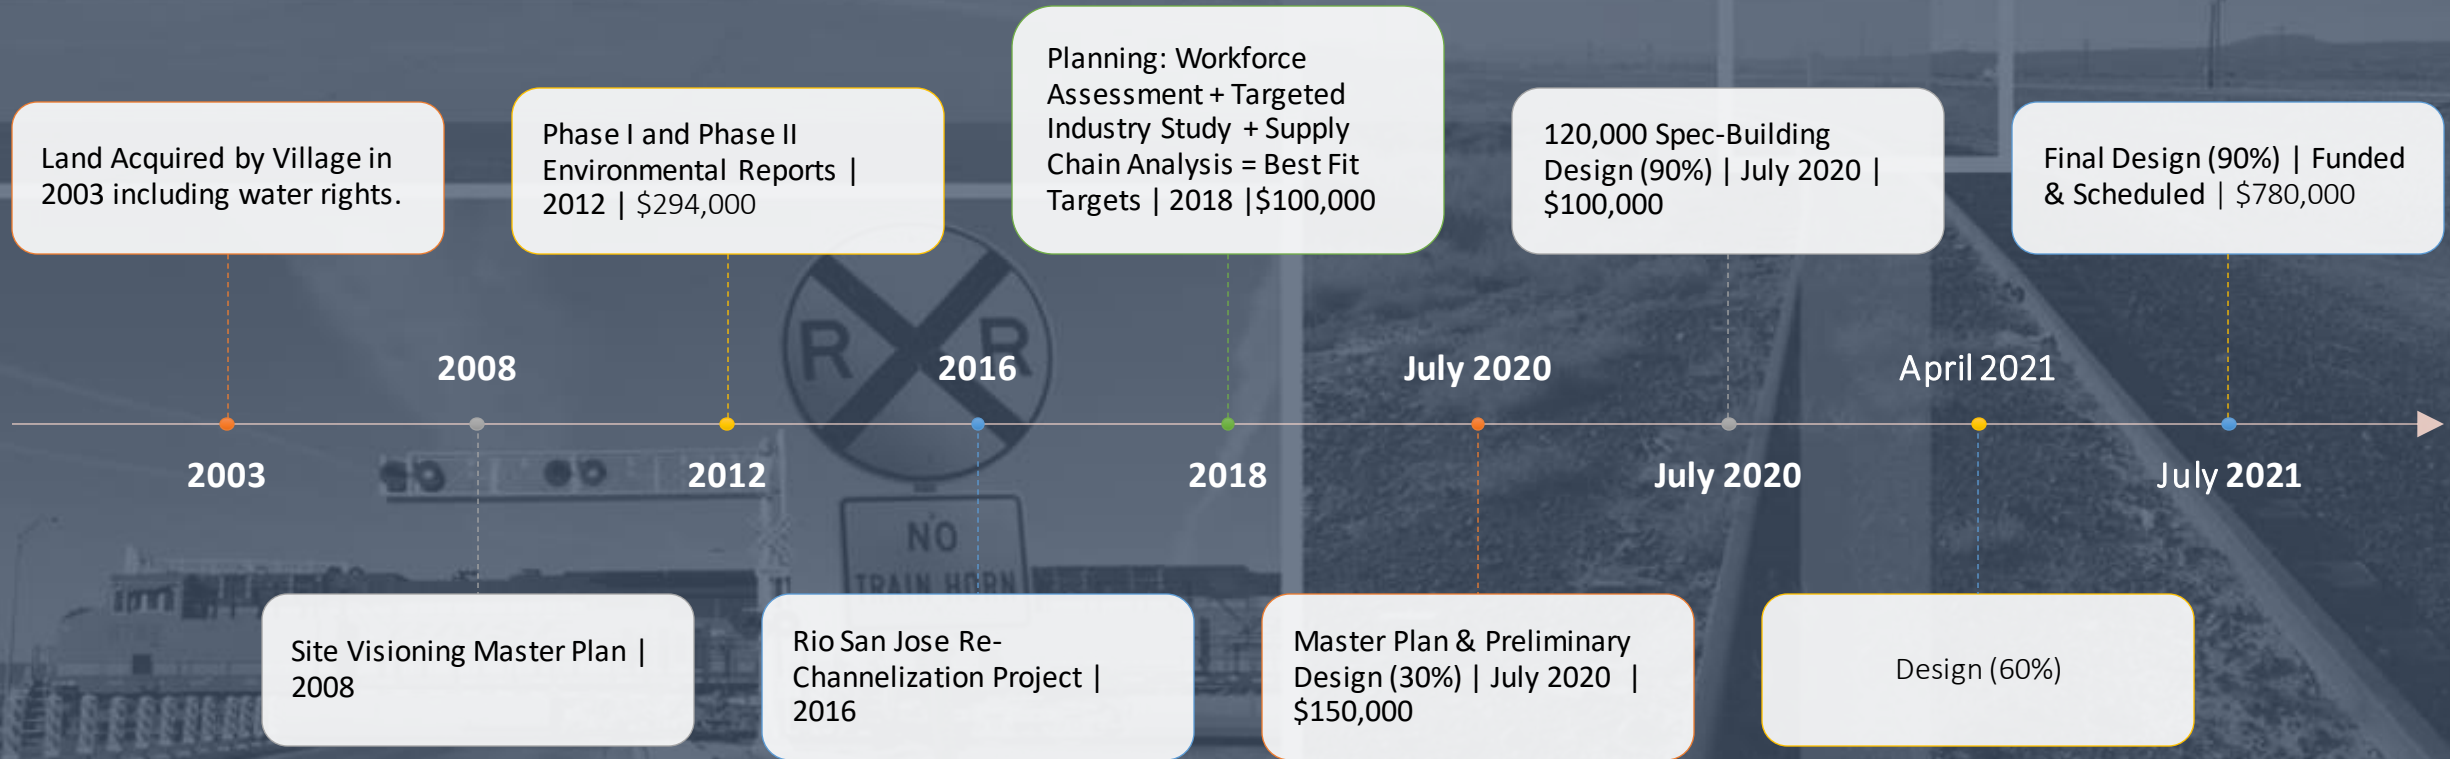 Land Acquired by Village in
2003 including water rights.
Phase I and Phase II
Environmental Reports |
2012 | $294,000
Planning: Workforce
Assessment + Targeted
Industry Study + Supply
Chain Analysis = Best Fit
Targets | 2018 |$100,000
120,000 Spec-Building
Design (90%) | July 2020 |
$100,000
Final Design (90%) | Funded
& Scheduled | $780,000
2008
2016
July 2020
April 2021
2003
2012
2018
July 2020
July 2021
R R
NO
TRAIN HORN
Site Visioning Master Plan |
2008
Rio San Jose Re-
Channelization Project |
2016
Master Plan & Preliminary
Design (30%) | July 2020 |
$150,000
Design (60%)